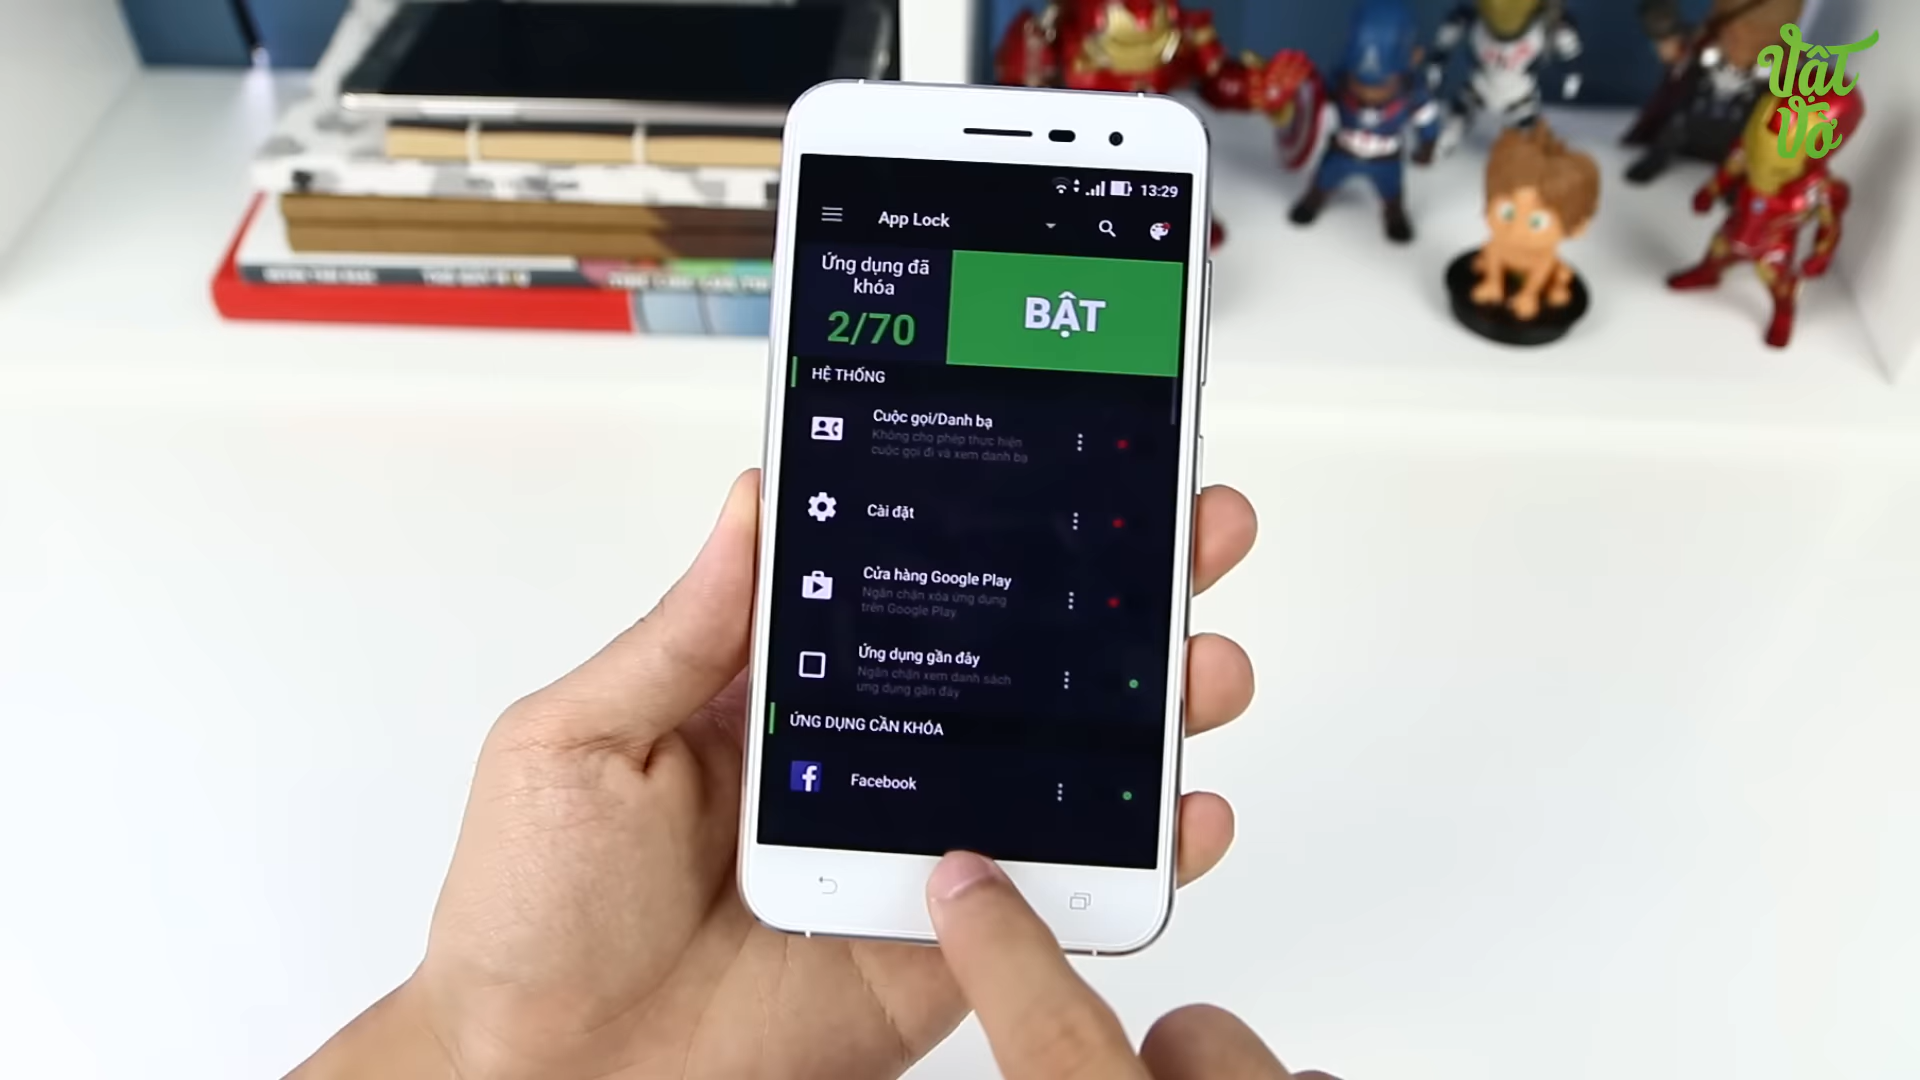 Vật
Vờ
13:29
App Lock
Ứng dụng đã
khóa
2/70
BẬT
HỆ THỐNG
Cuộc gọi/Danh bạ
Không cho phép thực hiện
cuộc gọi đi và xem danh bạ
Cài đặt
Cửa hàng Google Play
Ngăn chặn xóa ứng dụng
trên Google Play
Ứng dụng gần đây
Ngăn chặn xem danh sách
ứng dụng gần đây
ỨNG DỤNG CẦN KHÓA
Facebook